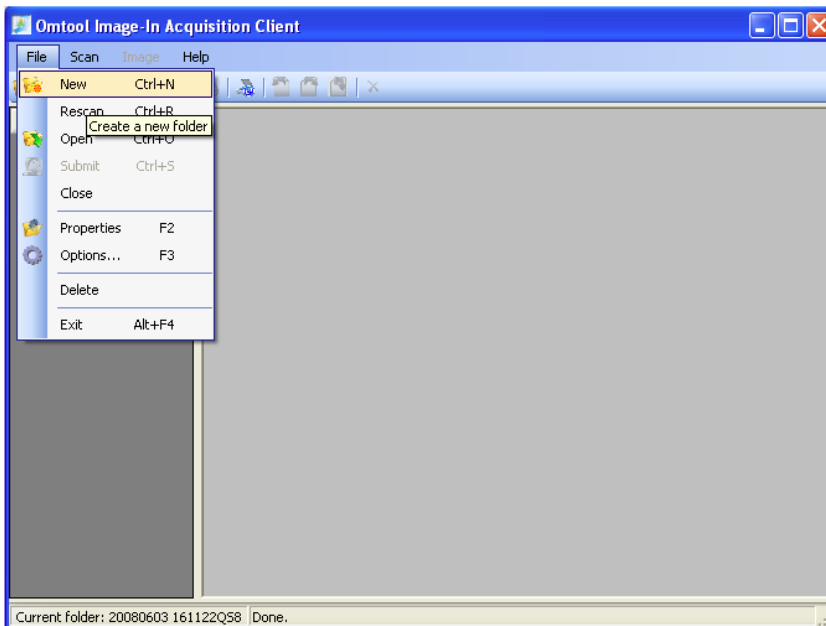 Omtool Image-In Acquisition Client
File Scan Image Help
New Ctrl+N
Rescan Ctrl+R
Create a new folder
Open Ctrl+O
Submit Ctrl+S
Close
Properties F2
Options... F3
Delete
Exit Alt+F4
Current folder: 20080603 161122QS8 Done.